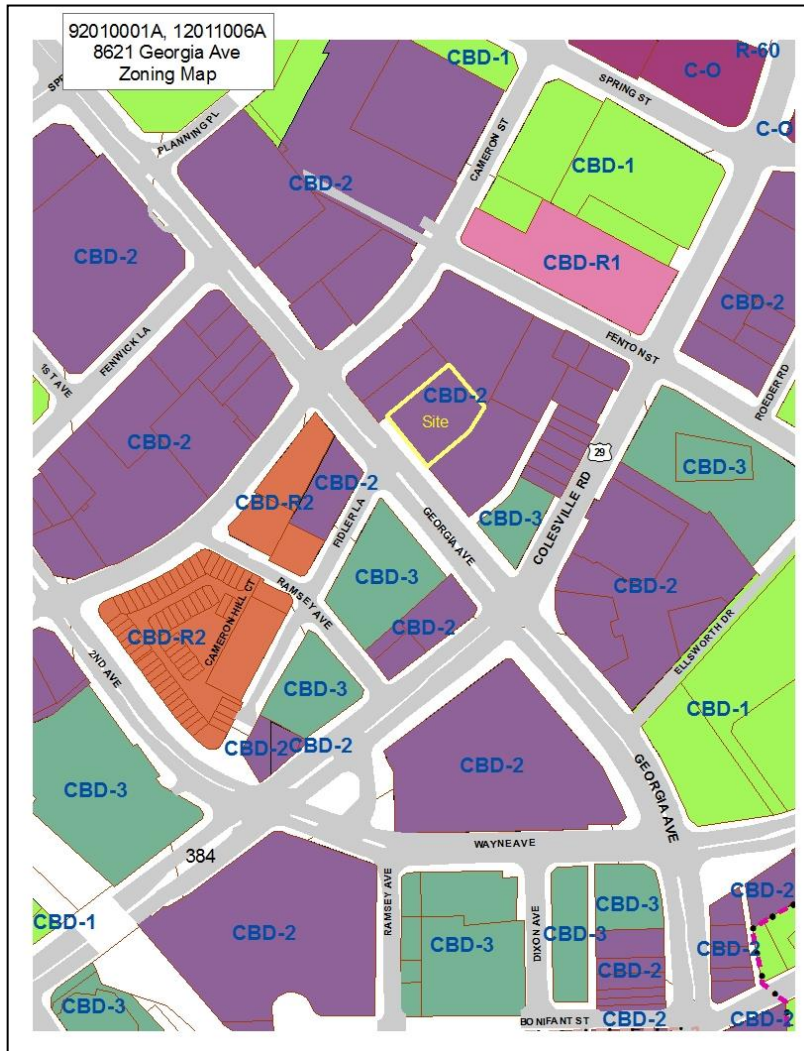 92010001A, 12011006A
8621 Georgia Ave
Zoning Map
CBD-1
R-60
C-O
SPRING ST
PLANNING PL
CAMERON ST
C-O
CBD-1
CBD-2
CBD-2
CBD-R1
CBD-2
FENTON ST
FENWICK LA
1ST AVE
ROEDER RD
CBD-2
Site
CBD-2
29
CBD-3
CBD-2
CBD-R2
FIDLER LA
GEORGIA AVE
CBD-3
COLESVILLE RD
CBD-3
RAMSEY AVE
CBD-2
CBD-2
ELLSWORTH DR
CBD-R2
CAMERON HILL CT
2ND AVE
CBD-3
CBD-1
CBD-2
CBD-2
CBD-2
CBD-3
GEORGIA AVE
WAYNE AVE
384
RAMSEY AVE
DIXON AVE
CBD-2
CBD-3
CBD-1
CBD-2
CBD-3
CBD-3
CBD-2
CBD-2
CBD-3
BONIFANT ST
CBD-2
CBD-2